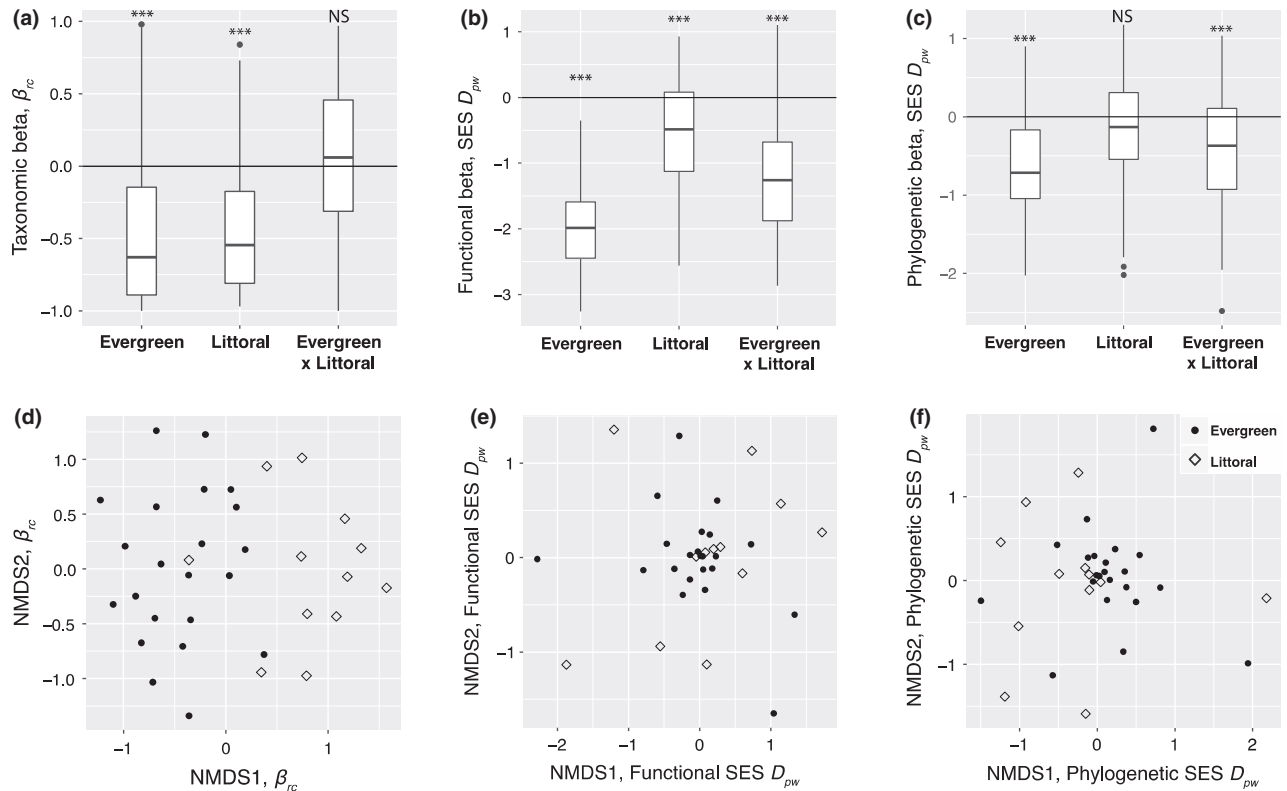 (a)
Taxonomic beta, βrc
1.0
0.5
0.0
−0.5
−1.0
***
***
NS
Evergreen
Littoral
Evergreen
x Littoral
(b)
Functional beta, SES Dpw
1
0
−1
−2
−3
***
***
***
Evergreen
Littoral
Evergreen
x Littoral
(c)
Phylogenetic beta, SES Dpw
1
0
−1
−2
***
NS
***
Evergreen
Littoral
Evergreen
x Littoral
(d)
NMDS2, βrc
1.0
0.5
0.0
−0.5
−1.0
−1
0
1
NMDS1, βrc
(e)
NMDS2, Functional SES Dpw
1
0
−1
−2
−1
0
1
NMDS1, Functional SES Dpw
(f)
NMDS2, Phylogenetic SES Dpw
1
0
−1
−1
0
1
2
NMDS1, Phylogenetic SES Dpw
Evergreen
Littoral